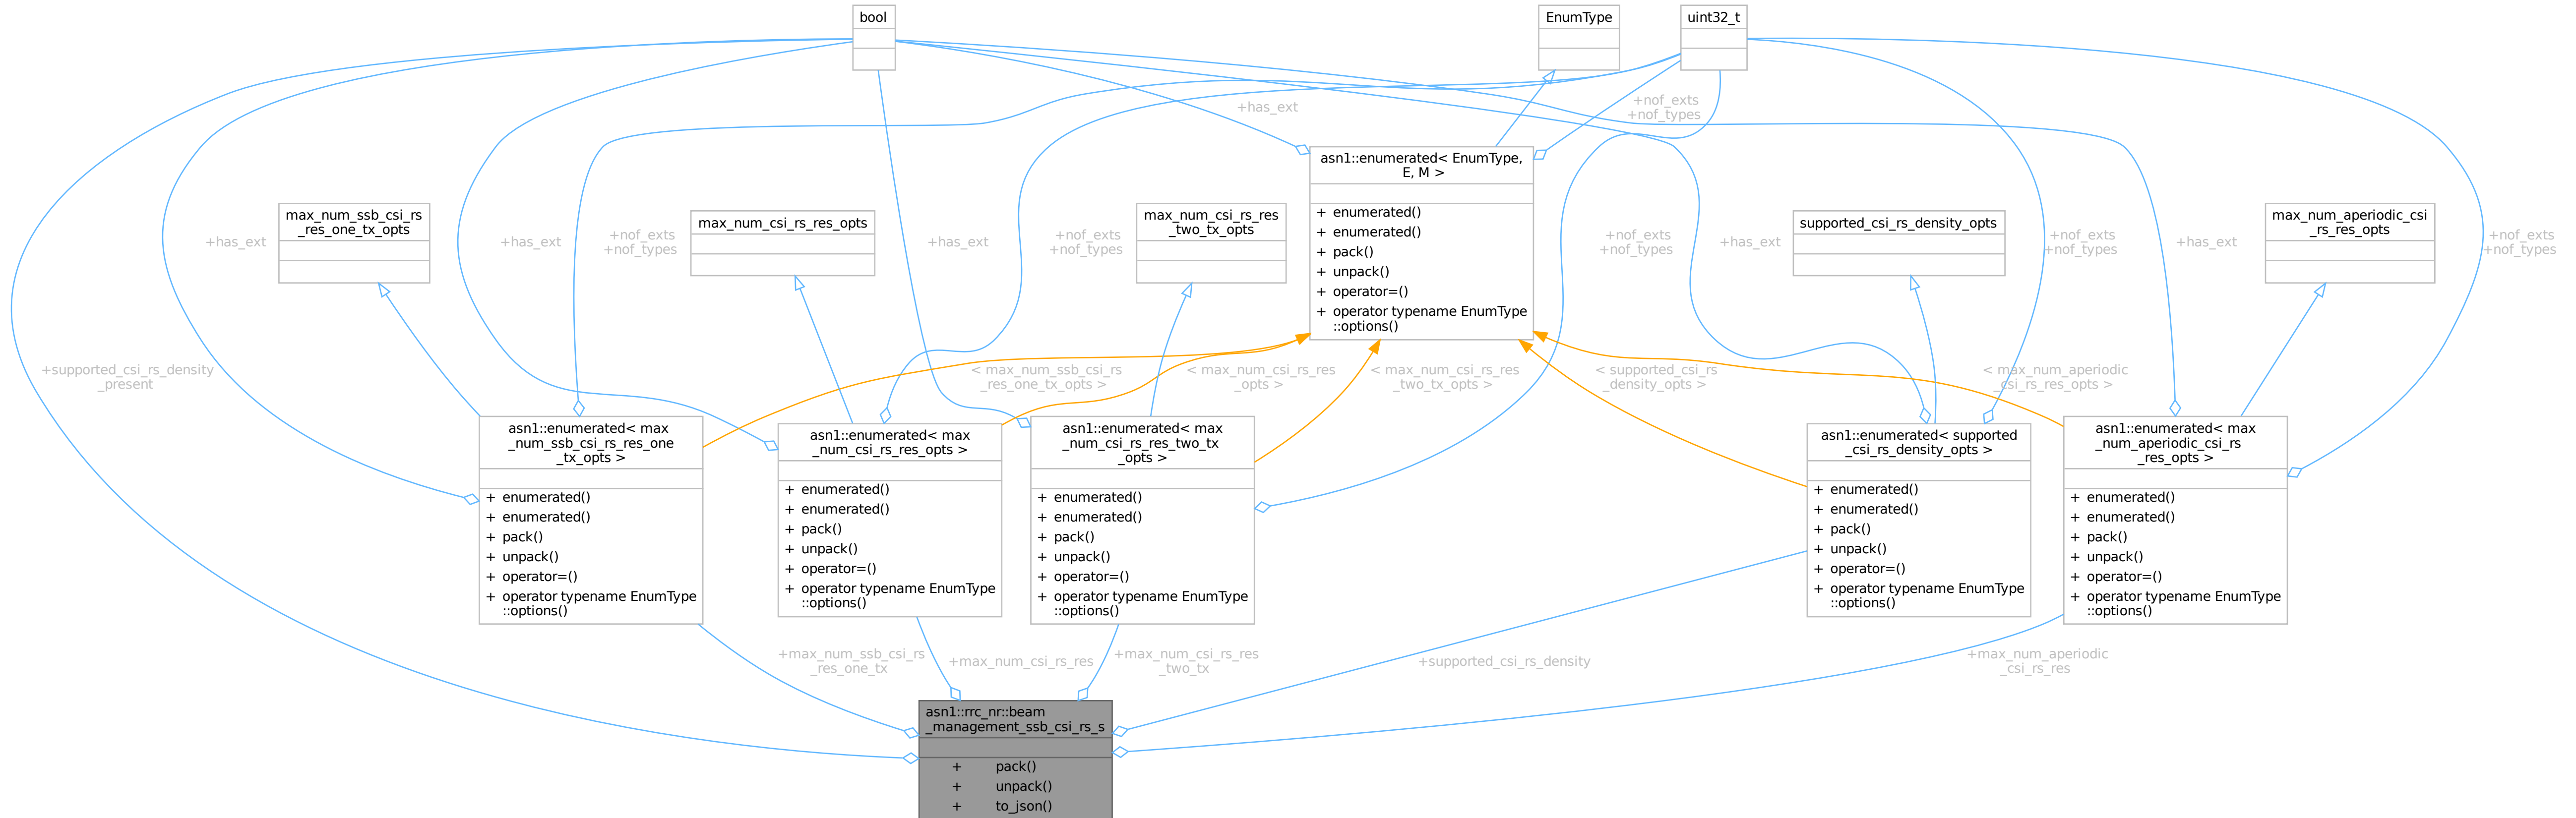 bool
EnumType
uint32_t
+has_ext
+nof_exts
+nof_types
asn1::enumerated< EnumType,
E, M >
+ enumerated()
+ enumerated()
+ pack()
+ unpack()
+ operator=()
+ operator typename EnumType
::options()
max_num_ssb_csi_rs
_res_one_tx_opts
max_num_csi_rs_res_opts
max_num_csi_rs_res
_two_tx_opts
supported_csi_rs_density_opts
max_num_aperiodic_csi
_rs_res_opts
+has_ext
+has_ext
+nof_exts
+nof_types
+has_ext
+nof_exts
+nof_types
+nof_exts
+nof_types
+has_ext
+nof_exts
+nof_types
+has_ext
+nof_exts
+nof_types
+supported_csi_rs_density
_present
< max_num_ssb_csi_rs
_res_one_tx_opts >
< max_num_csi_rs_res
_opts >
< max_num_csi_rs_res
_two_tx_opts >
< supported_csi_rs
_density_opts >
< max_num_aperiodic
_csi_rs_res_opts >
asn1::enumerated< max
_num_ssb_csi_rs_res_one
_tx_opts >
+ enumerated()
+ enumerated()
+ pack()
+ unpack()
+ operator=()
+ operator typename EnumType
::options()
asn1::enumerated< max
_num_csi_rs_res_opts >
+ enumerated()
+ enumerated()
+ pack()
+ unpack()
+ operator=()
+ operator typename EnumType
::options()
asn1::enumerated< max
_num_csi_rs_res_two_tx
_opts >
+ enumerated()
+ enumerated()
+ pack()
+ unpack()
+ operator=()
+ operator typename EnumType
::options()
asn1::enumerated< supported
_csi_rs_density_opts >
+ enumerated()
+ enumerated()
+ pack()
+ unpack()
+ operator=()
+ operator typename EnumType
::options()
asn1::enumerated< max
_num_aperiodic_csi_rs
_res_opts >
+ enumerated()
+ enumerated()
+ pack()
+ unpack()
+ operator=()
+ operator typename EnumType
::options()
+max_num_ssb_csi_rs
_res_one_tx
+max_num_csi_rs_res
+max_num_csi_rs_res
_two_tx
+supported_csi_rs_density
+max_num_aperiodic
_csi_rs_res
asn1::rrc_nr::beam
_management_ssb_csi_rs_s
+ pack()
+ unpack()
+ to_json()